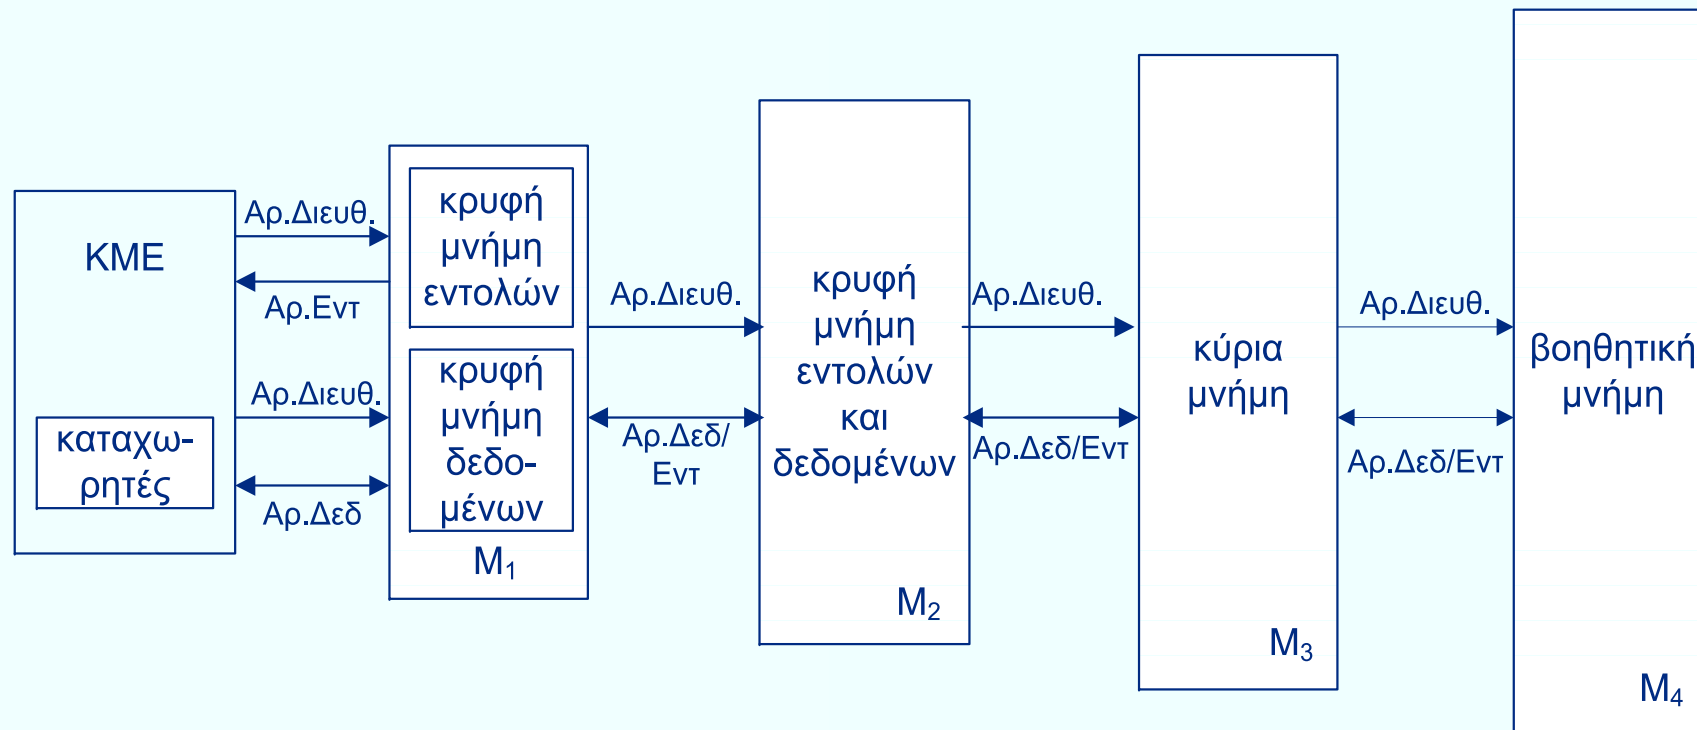 ΚΜΕ
καταχω-
ρητές
Αρ.Διευθ.
Αρ.Εντ
Αρ.Διευθ.
Αρ.Δεδ
κρυφή
μνήμη
εντολών
κρυφή
μνήμη
δεδο-
μένων
Μ1
Αρ.Διευθ.
Αρ.Δεδ/
Εντ
κρυφή
μνήμη
εντολών
και
δεδομένων
Μ2
Αρ.Διευθ.
Αρ.Δεδ/Εντ
κύρια
μνήμη
Μ3
Αρ.Διευθ.
Αρ.Δεδ/Εντ
βοηθητική
μνήμη
Μ4